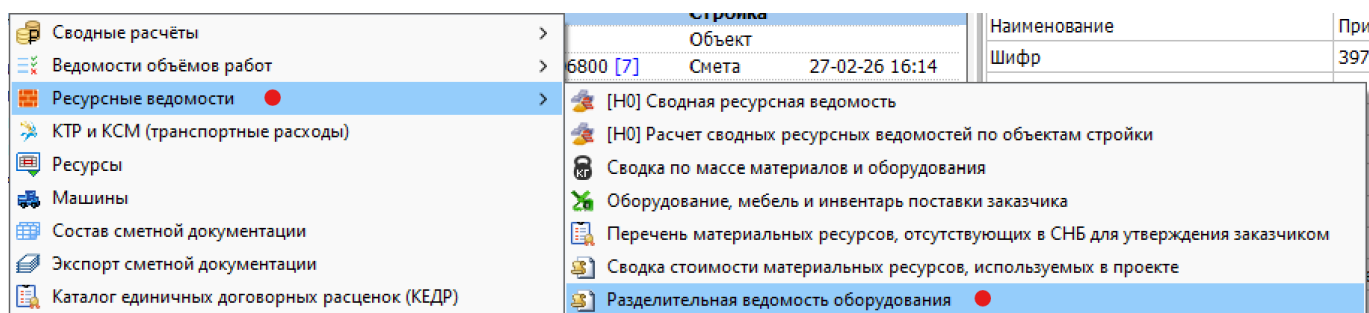 Сводные расчёты
Ведомости объёмов работ
Ресурсные ведомости
КТР и КСМ (транспортные расходы)
Ресурсы
Машины
Состав сметной документации
Экспорт сметной документации
Каталог единичных договорных расценок (КЕДР)
Стройка
Объект
6800 [7] Смета 27-02-26 16:14
Наименование При
Шифр 397
[Н0] Сводная ресурсная ведомость
[Н0] Расчет сводных ресурсных ведомостей по объектам стройки
Сводка по массе материалов и оборудования
Оборудование, мебель и инвентарь поставки заказчика
Перечень материальных ресурсов, отсутствующих в СНБ для утверждения заказчиком
Сводка стоимости материальных ресурсов, используемых в проекте
Разделительная ведомость оборудования